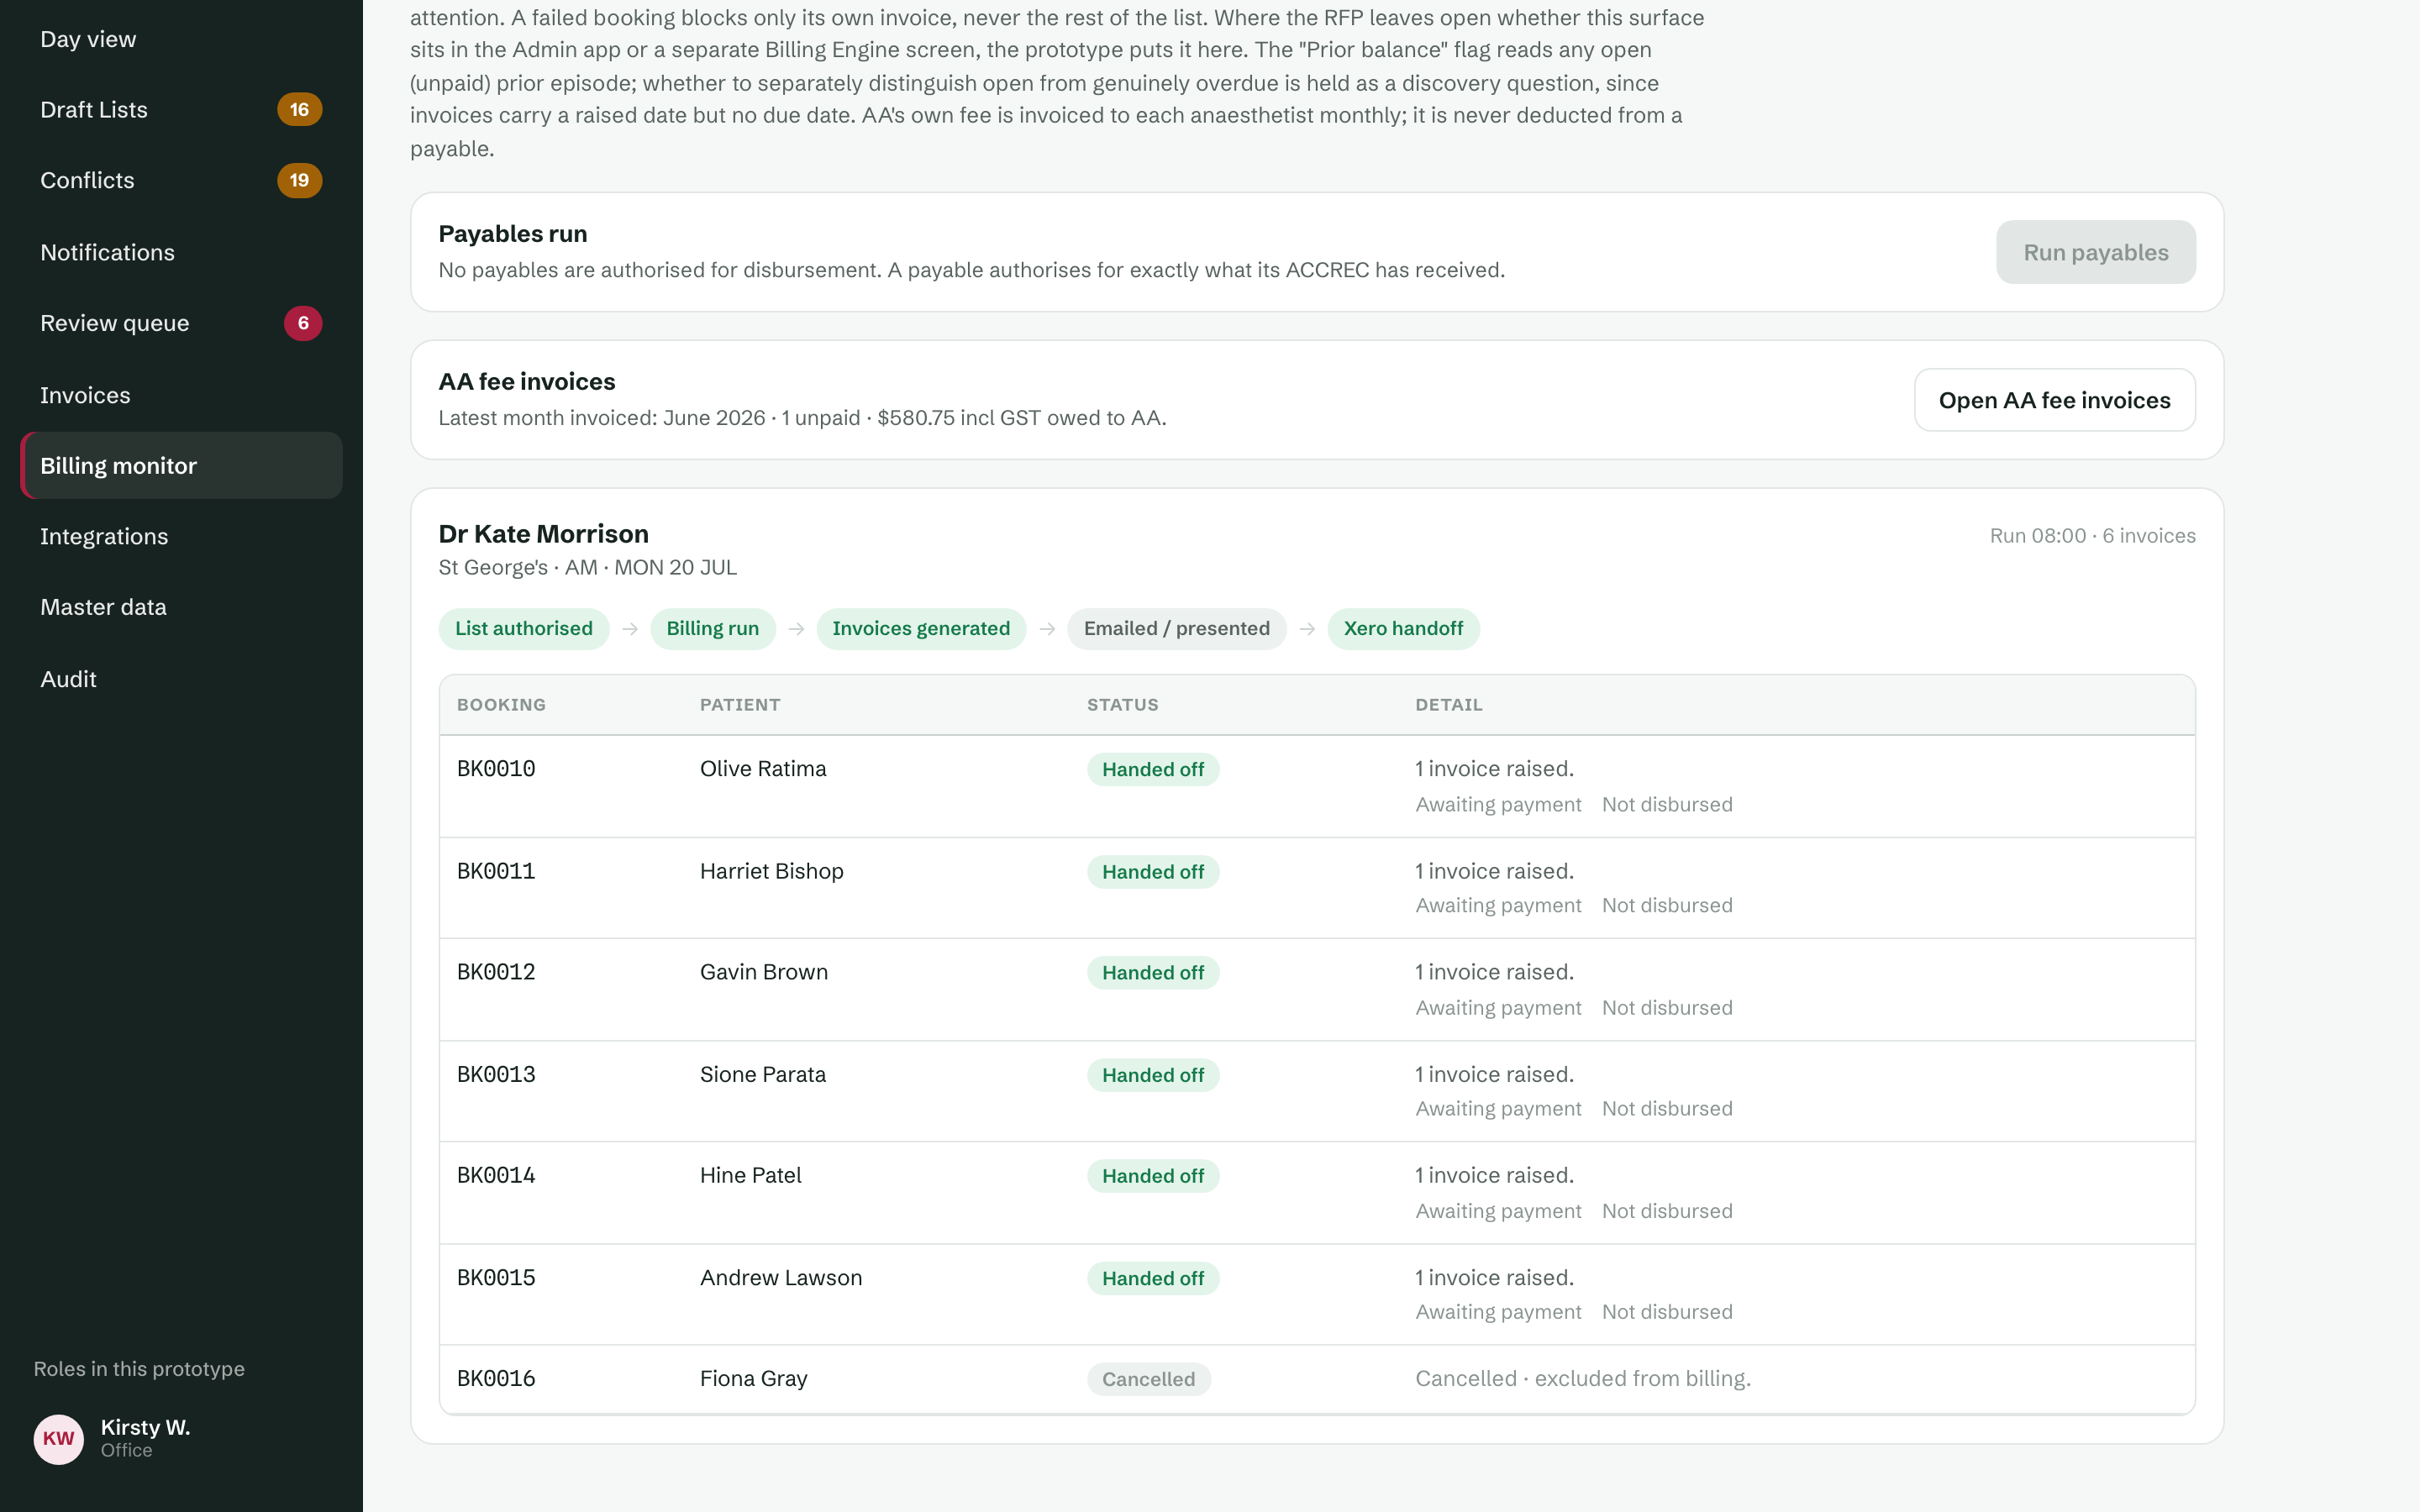 Day view
Draft Lists 16
Conflicts 19
Notifications
Review queue 6
Invoices
Billing monitor
Integrations
Master data
Audit
Roles in this prototype
KW
Kirsty W.
Office
attention. A failed booking blocks only its own invoice, never the rest of the list. Where the RFP leaves open whether this surface
sits in the Admin app or a separate Billing Engine screen, the prototype puts it here. The "Prior balance" flag reads any open
(unpaid) prior episode; whether to separately distinguish open from genuinely overdue is held as a discovery question, since
invoices carry a raised date but no due date. AA's own fee is invoiced to each anaesthetist monthly; it is never deducted from a
payable.
Payables run
No payables are authorised for disbursement. A payable authorises for exactly what its ACCREC has received.
Run payables
AA fee invoices
Latest month invoiced: June 2026 · 1 unpaid · $580.75 incl GST owed to AA.
Open AA fee invoices
Dr Kate Morrison
St George's · AM · MON 20 JUL
Run 08:00 · 6 invoices
List authorised → Billing run → Invoices generated → Emailed / presented → Xero handoff
BOOKING PATIENT STATUS DETAIL
BK0010 Olive Ratima Handed off 1 invoice raised.
Awaiting payment Not disbursed
BK0011 Harriet Bishop Handed off 1 invoice raised.
Awaiting payment Not disbursed
BK0012 Gavin Brown Handed off 1 invoice raised.
Awaiting payment Not disbursed
BK0013 Sione Parata Handed off 1 invoice raised.
Awaiting payment Not disbursed
BK0014 Hine Patel Handed off 1 invoice raised.
Awaiting payment Not disbursed
BK0015 Andrew Lawson Handed off 1 invoice raised.
Awaiting payment Not disbursed
BK0016 Fiona Gray Cancelled Cancelled · excluded from billing.